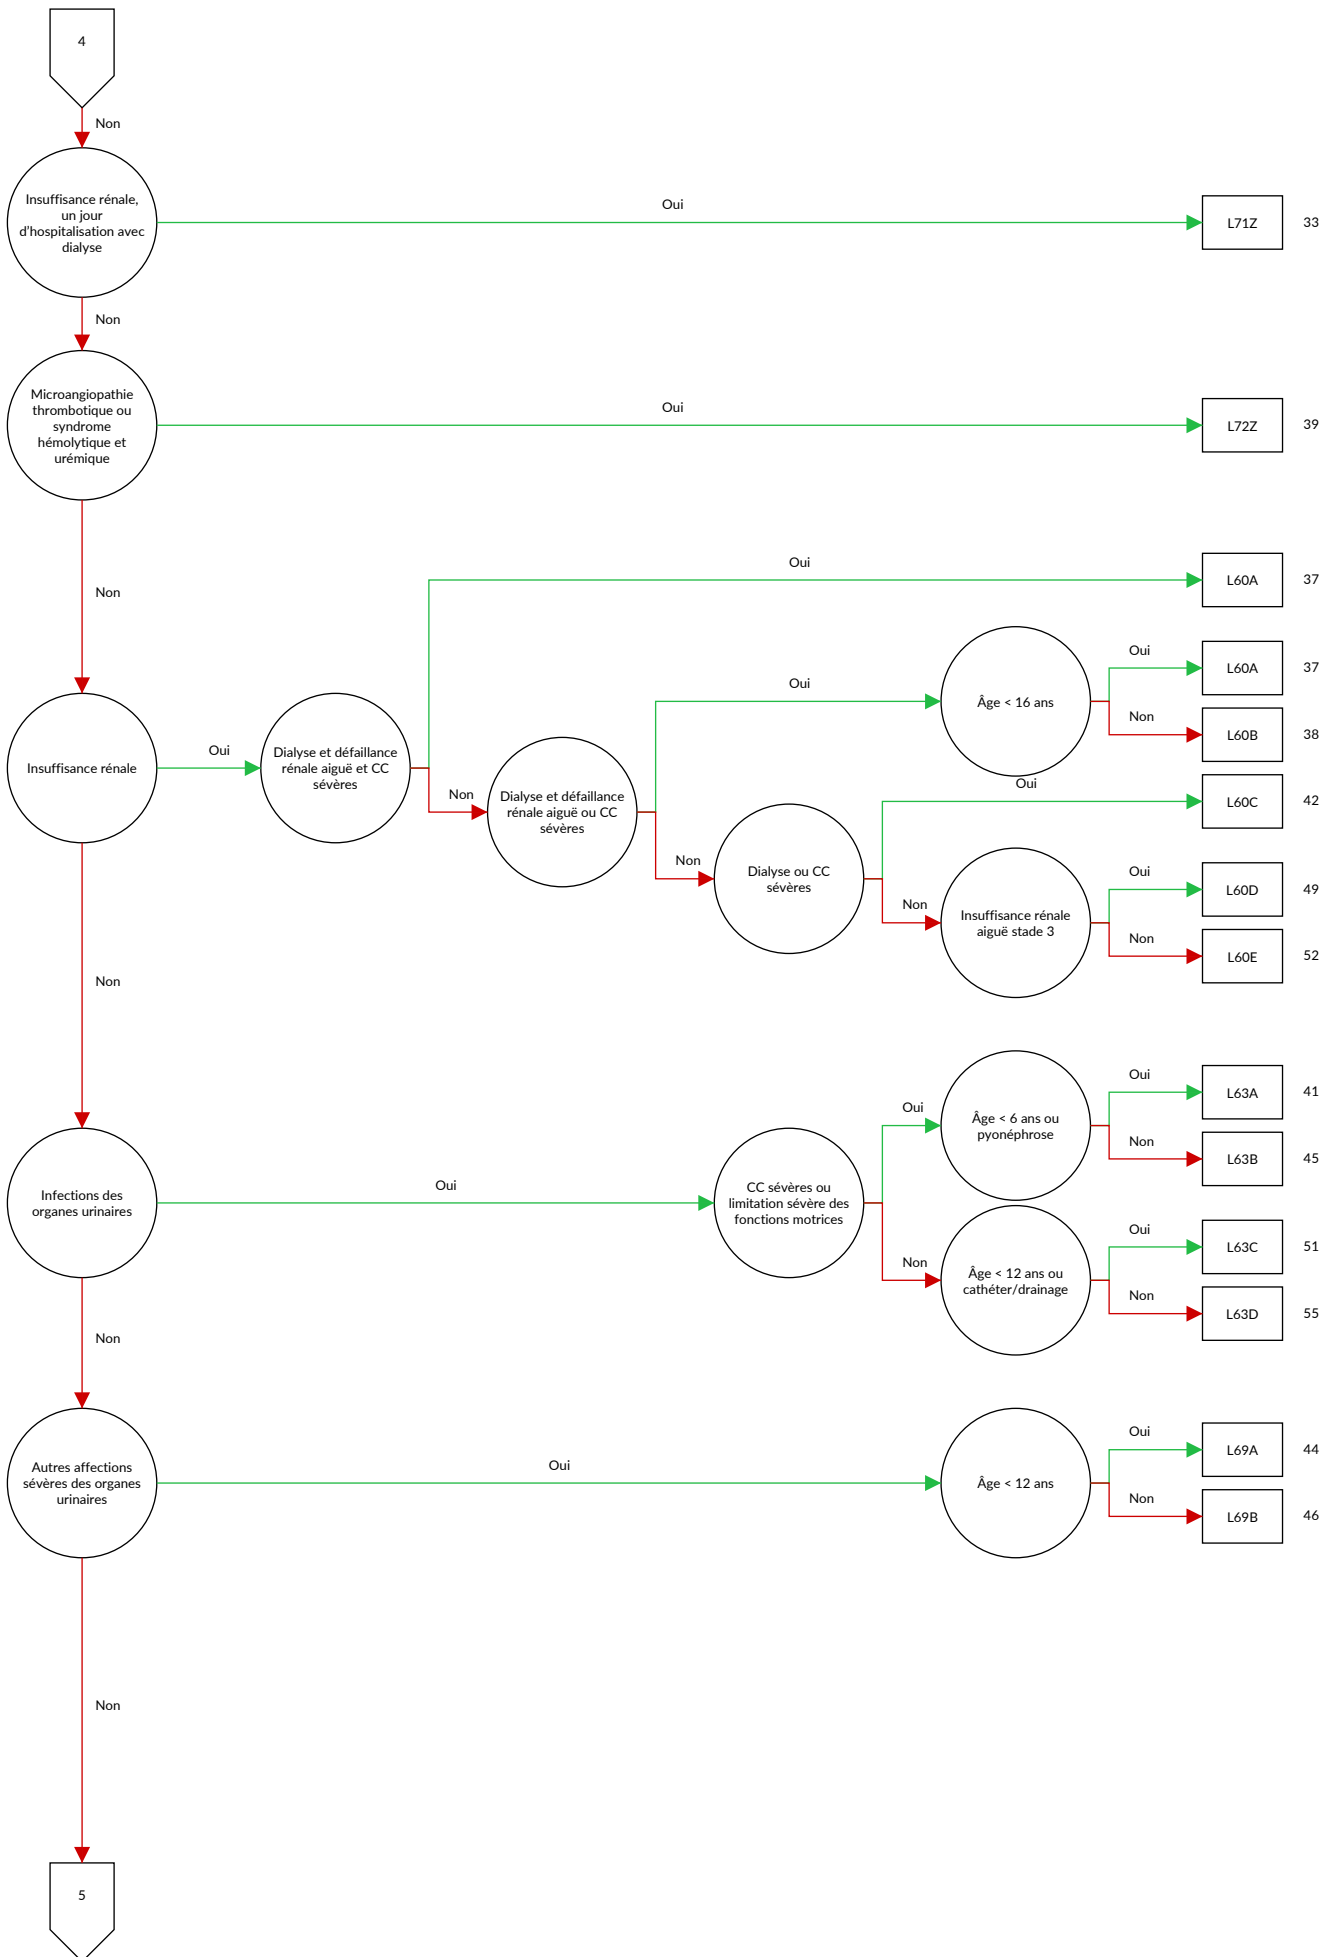 4
Non
Insuffisance rénale,
un jour
d'hospitalisation avec
dialyse
Oui
L71Z
33
Non
Microangiopathie
thrombotique ou
syndrome
hémolytique et
urémique
Oui
L72Z
39
Non
Insuffisance rénale
Oui
Dialyse et défaillance
rénale aiguë et CC
sévères
Oui
L60A
37
Non
Dialyse et défaillance
rénale aiguë ou CC
sévères
Oui
Âge < 16 ans
Oui
L60A
37
Non
L60B
38
Non
Dialyse ou CC
sévères
Oui
L60C
42
Non
Insuffisance rénale
aiguë stade 3
Oui
L60D
49
Non
L60E
52
Non
Infections des
organes urinaires
Oui
CC sévères ou
limitation sévère des
fonctions motrices
Oui
Âge < 6 ans ou
pyonéphrose
Oui
L63A
41
Non
L63B
45
Non
Âge < 12 ans ou
cathéter/drainage
Oui
L63C
51
Non
L63D
55
Non
Autres affections
sévères des organes
urinaires
Oui
Âge < 12 ans
Oui
L69A
44
Non
L69B
46
Non
5